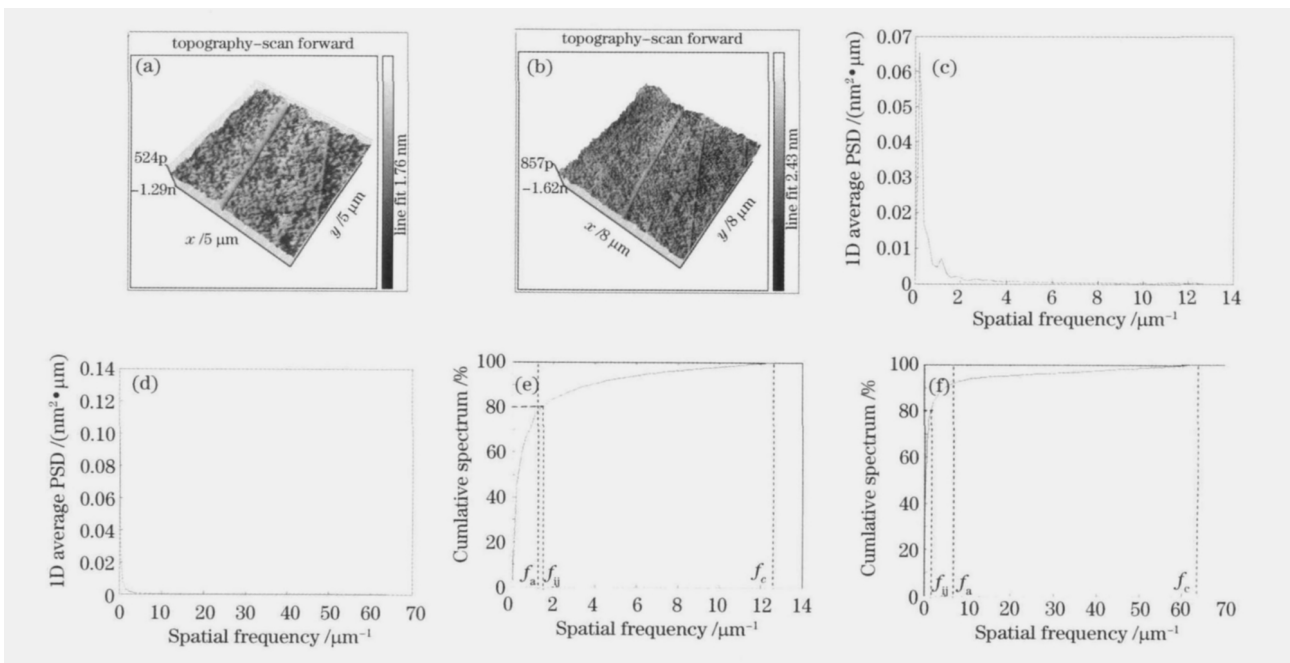 topography-scan forward
(a)
524p
-1.29n
x /5 μm
y /5 μm
line fit 1.76 nm
topography-scan forward
(b)
857p
-1.62n
x /8 μm
y /8 μm
line fit 2.43 nm
(c)
1D average PSD /(nm²•μm)
0.07
0.06
0.05
0.04
0.03
0.02
0.01
0
0 2 4 6 8 10 12 14
Spatial frequency /μm⁻¹
(d)
1D average PSD /(nm²•μm)
0.14
0.12
0.10
0.08
0.06
0.04
0.02
0
0 10 20 30 40 50 60 70
Spatial frequency /μm⁻¹
(e)
Cumlative spectrum /%
100
80
60
40
20
0
fa fij fc
0 2 4 6 8 10 12 14
Spatial frequency /μm⁻¹
(f)
Cumlative spectrum /%
100
80
60
40
20
0
fij fa fc
0 10 20 30 40 50 60 70
Spatial frequency /μm⁻¹